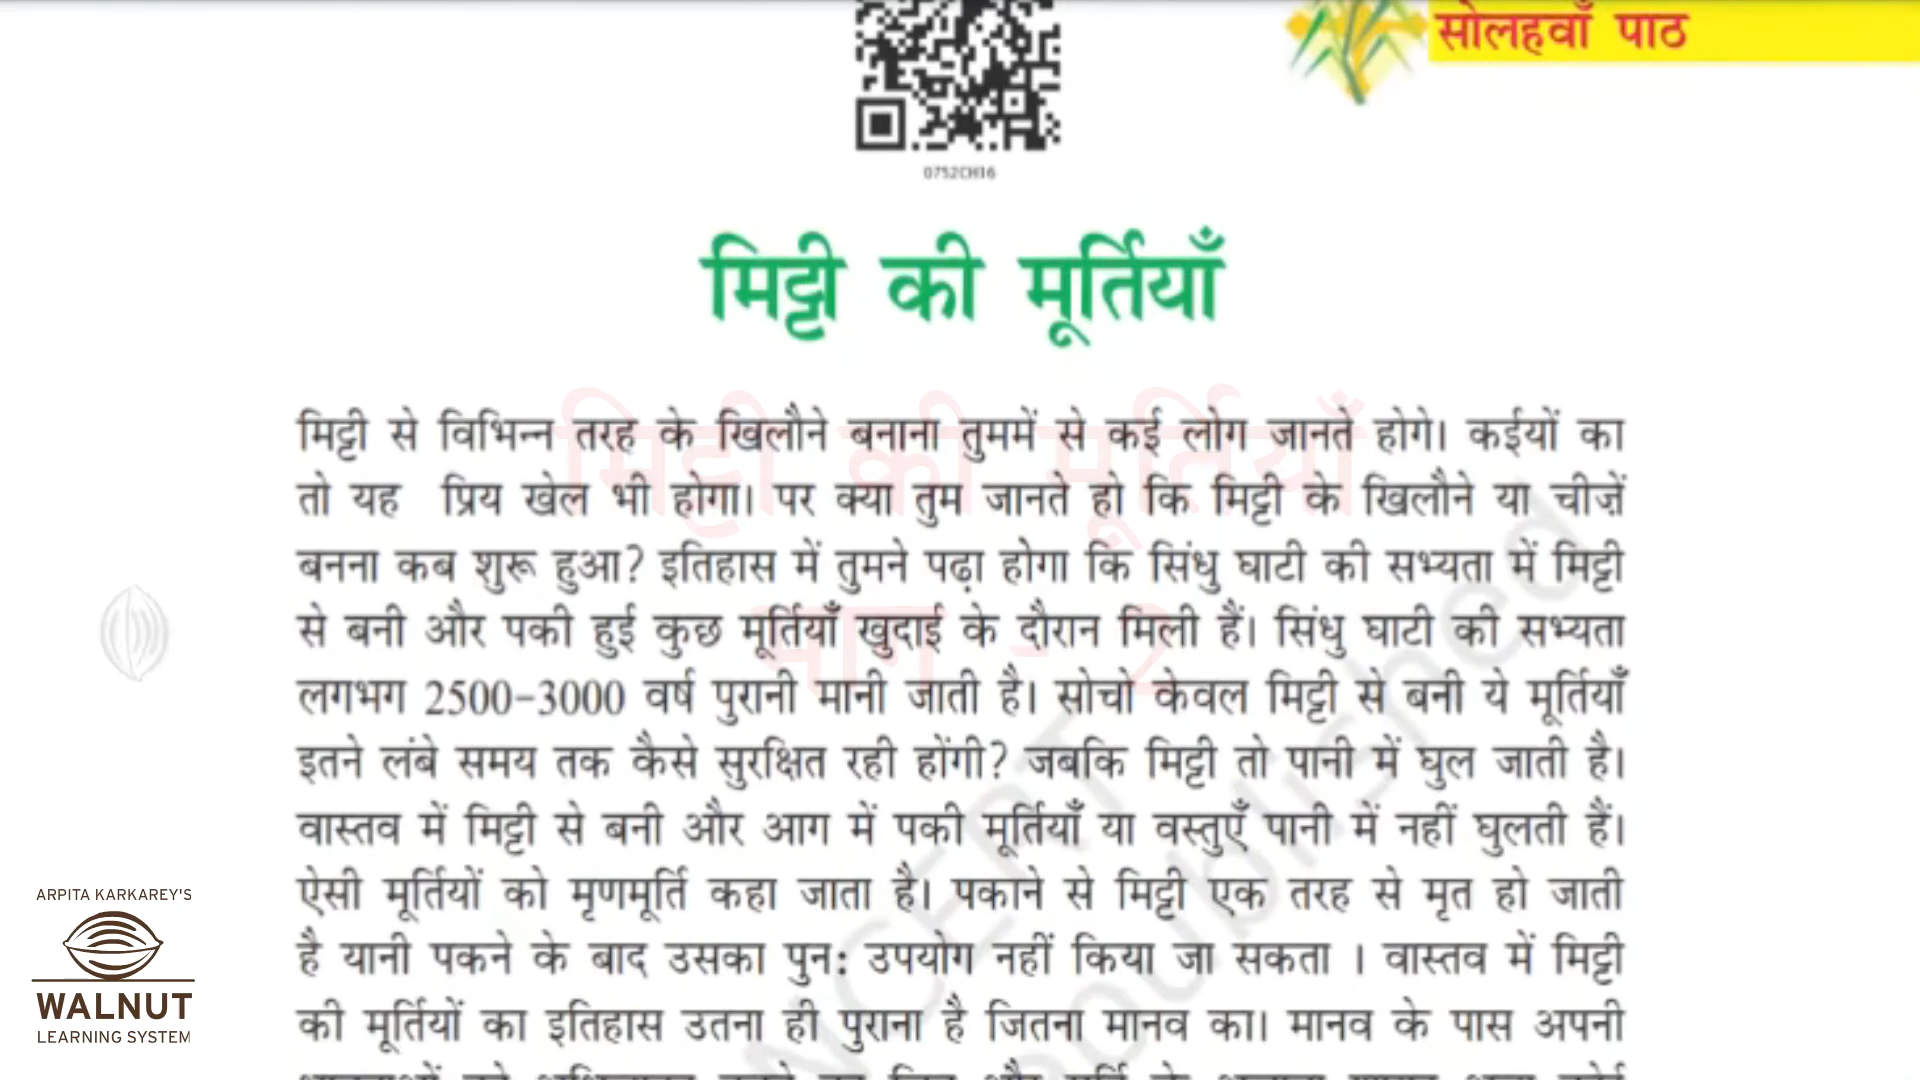 सोलहवाँ पाठ
0752CH16
मिट्टी की मूर्तियाँ
मिट्टी की मूर्तियाँ
भाग - 2
मिट्टी से विभिन्न तरह के खिलौने बनाना तुममें से कई लोग जानते होगे। कईयों का
तो यह प्रिय खेल भी होगा। पर क्या तुम जानते हो कि मिट्टी के खिलौने या चीज़ें
बनना कब शुरू हुआ? इतिहास में तुमने पढ़ा होगा कि सिंधु घाटी की सभ्यता में मिट्टी
से बनी और पकी हुई कुछ मूर्तियाँ खुदाई के दौरान मिली हैं। सिंधु घाटी की सभ्यता
लगभग 2500-3000 वर्ष पुरानी मानी जाती है। सोचो केवल मिट्टी से बनी ये मूर्तियाँ
इतने लंबे समय तक कैसे सुरक्षित रही होंगी? जबकि मिट्टी तो पानी में घुल जाती है।
वास्तव में मिट्टी से बनी और आग में पकी मूर्तियाँ या वस्तुएँ पानी में नहीं घुलती हैं।
ऐसी मूर्तियों को मृणमूर्ति कहा जाता है। पकाने से मिट्टी एक तरह से मृत हो जाती
है यानी पकने के बाद उसका पुन: उपयोग नहीं किया जा सकता । वास्तव में मिट्टी
की मूर्तियों का इतिहास उतना ही पुराना है जितना मानव का। मानव के पास अपनी
NCERT
republished
ARPITA KARKAREY'S
WALNUT
LEARNING SYSTEM